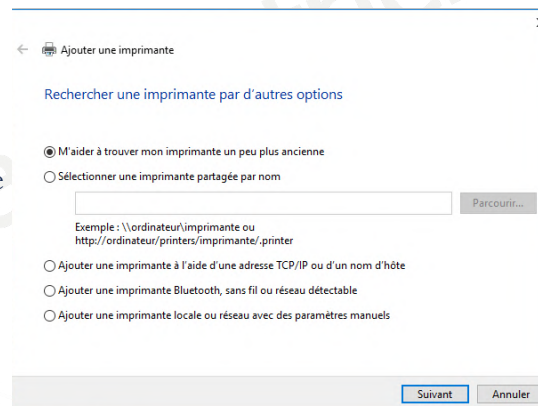 Ajouter une imprimante
Rechercher une imprimante par d'autres options
M'aider à trouver mon imprimante un peu plus ancienne
Sélectionner une imprimante partagée par nom
Parcourir...
Exemple : \\ordinateur\imprimante ou
http://ordinateur/printers/imprimante/.printer
Ajouter une imprimante à l'aide d'une adresse TCP/IP ou d'un nom d'hôte
Ajouter une imprimante Bluetooth, sans fil ou réseau détectable
Ajouter une imprimante locale ou réseau avec des paramètres manuels
Suivant Annuler